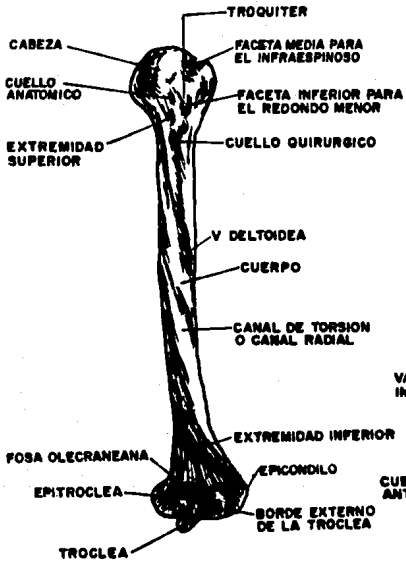 TROQUITER
CABEZA
FACETA MEDIA PARA
EL INFRAESPINOSO
CUELLO
ANATOMICO
FACETA INFERIOR PARA
EL REDONDO MENOR
EXTREMIDAD
SUPERIOR
CUELLO QUIRURGICO
V DELTOIDEA
CUERPO
CANAL DE TORSION
O CANAL RADIAL
EXTREMIDAD INFERIOR
FOSA OLECRANEANA
EPICONDILO
EPITROCLEA
BORDE EXTERNO
DE LA TROCLEA
TROCLEA